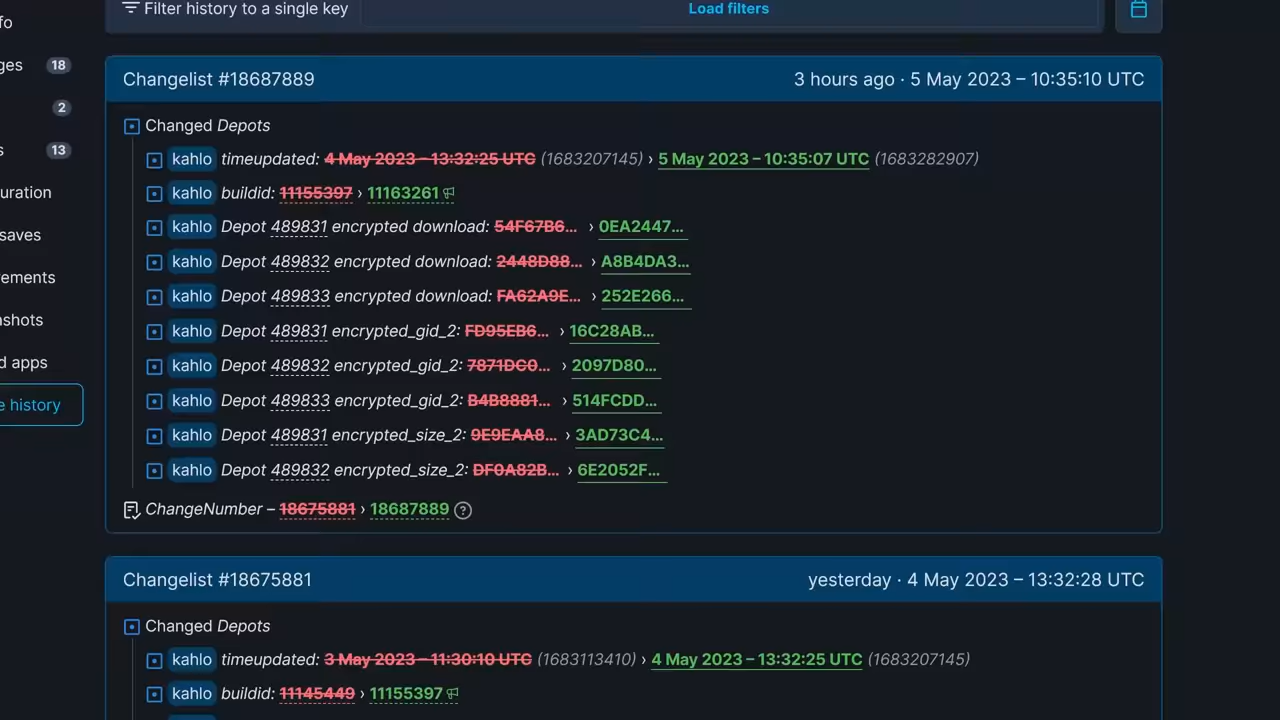 Filter history to a single key Load filters
fo
ges 18
2
s 13
uration
saves
ements
shots
d apps
e history
Changelist #18687889 3 hours ago · 5 May 2023 – 10:35:10 UTC
Changed Depots
kahlo timeupdated: 4 May 2023 – 13:32:25 UTC (1683207145) › 5 May 2023 – 10:35:07 UTC (1683282907)
kahlo buildid: 11155397 › 11163261
kahlo Depot 489831 encrypted download: 54F67B6... › 0EA2447...
kahlo Depot 489832 encrypted download: 2448D88... › A8B4DA3...
kahlo Depot 489833 encrypted download: FA62A9E... › 252E266...
kahlo Depot 489831 encrypted_gid_2: FD95EB6... › 16C28AB...
kahlo Depot 489832 encrypted_gid_2: 7871DC0... › 2097D80...
kahlo Depot 489833 encrypted_gid_2: B4B8881... › 514FCDD...
kahlo Depot 489831 encrypted_size_2: 9E9EAA8... › 3AD73C4...
kahlo Depot 489832 encrypted_size_2: DF0A82B... › 6E2052F...
ChangeNumber – 18675881 › 18687889 ?
Changelist #18675881 yesterday · 4 May 2023 – 13:32:28 UTC
Changed Depots
kahlo timeupdated: 3 May 2023 – 11:30:10 UTC (1683113410) › 4 May 2023 – 13:32:25 UTC (1683207145)
kahlo buildid: 11145449 › 11155397